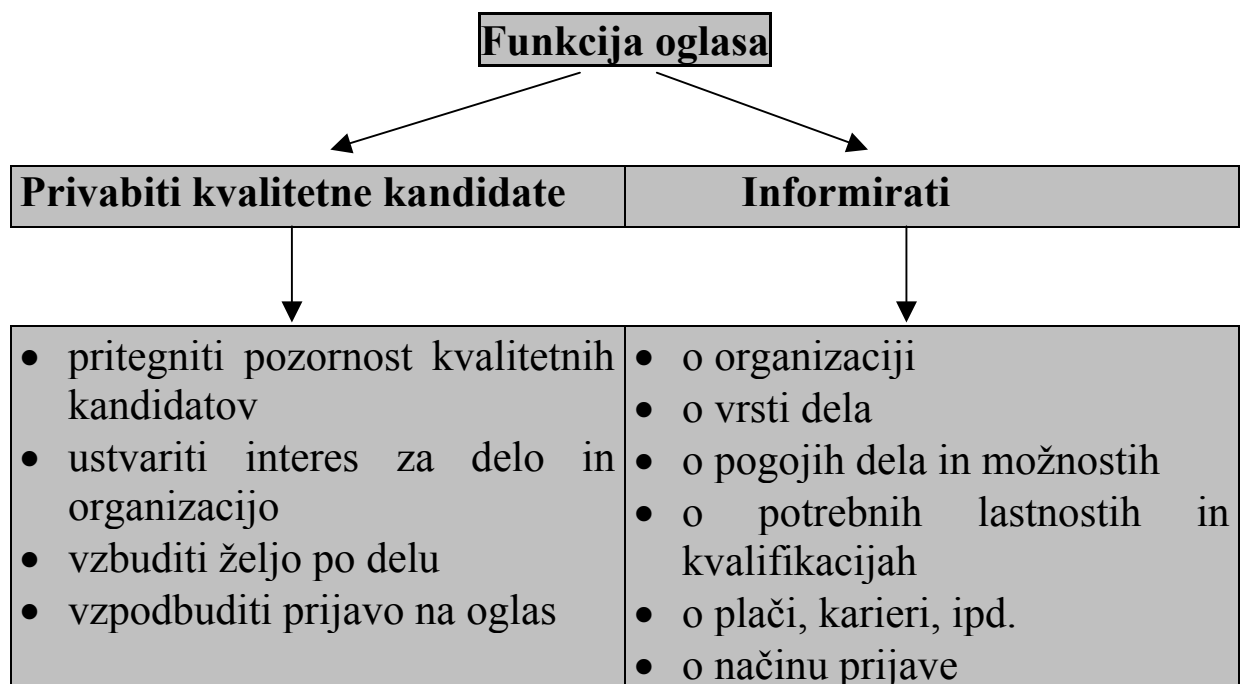 Funkcija oglasa
Privabiti kvalitetne kandidate
Informirati
• pritegniti pozornost kvalitetnih
kandidatov
• ustvariti interes za delo in
organizacijo
• vzbuditi željo po delu
• vzpodbuditi prijavo na oglas
• o organizaciji
• o vrsti dela
• o pogojih dela in možnostih
• o potrebnih lastnostih in
kvalifikacijah
• o plači, karieri, ipd.
• o načinu prijave